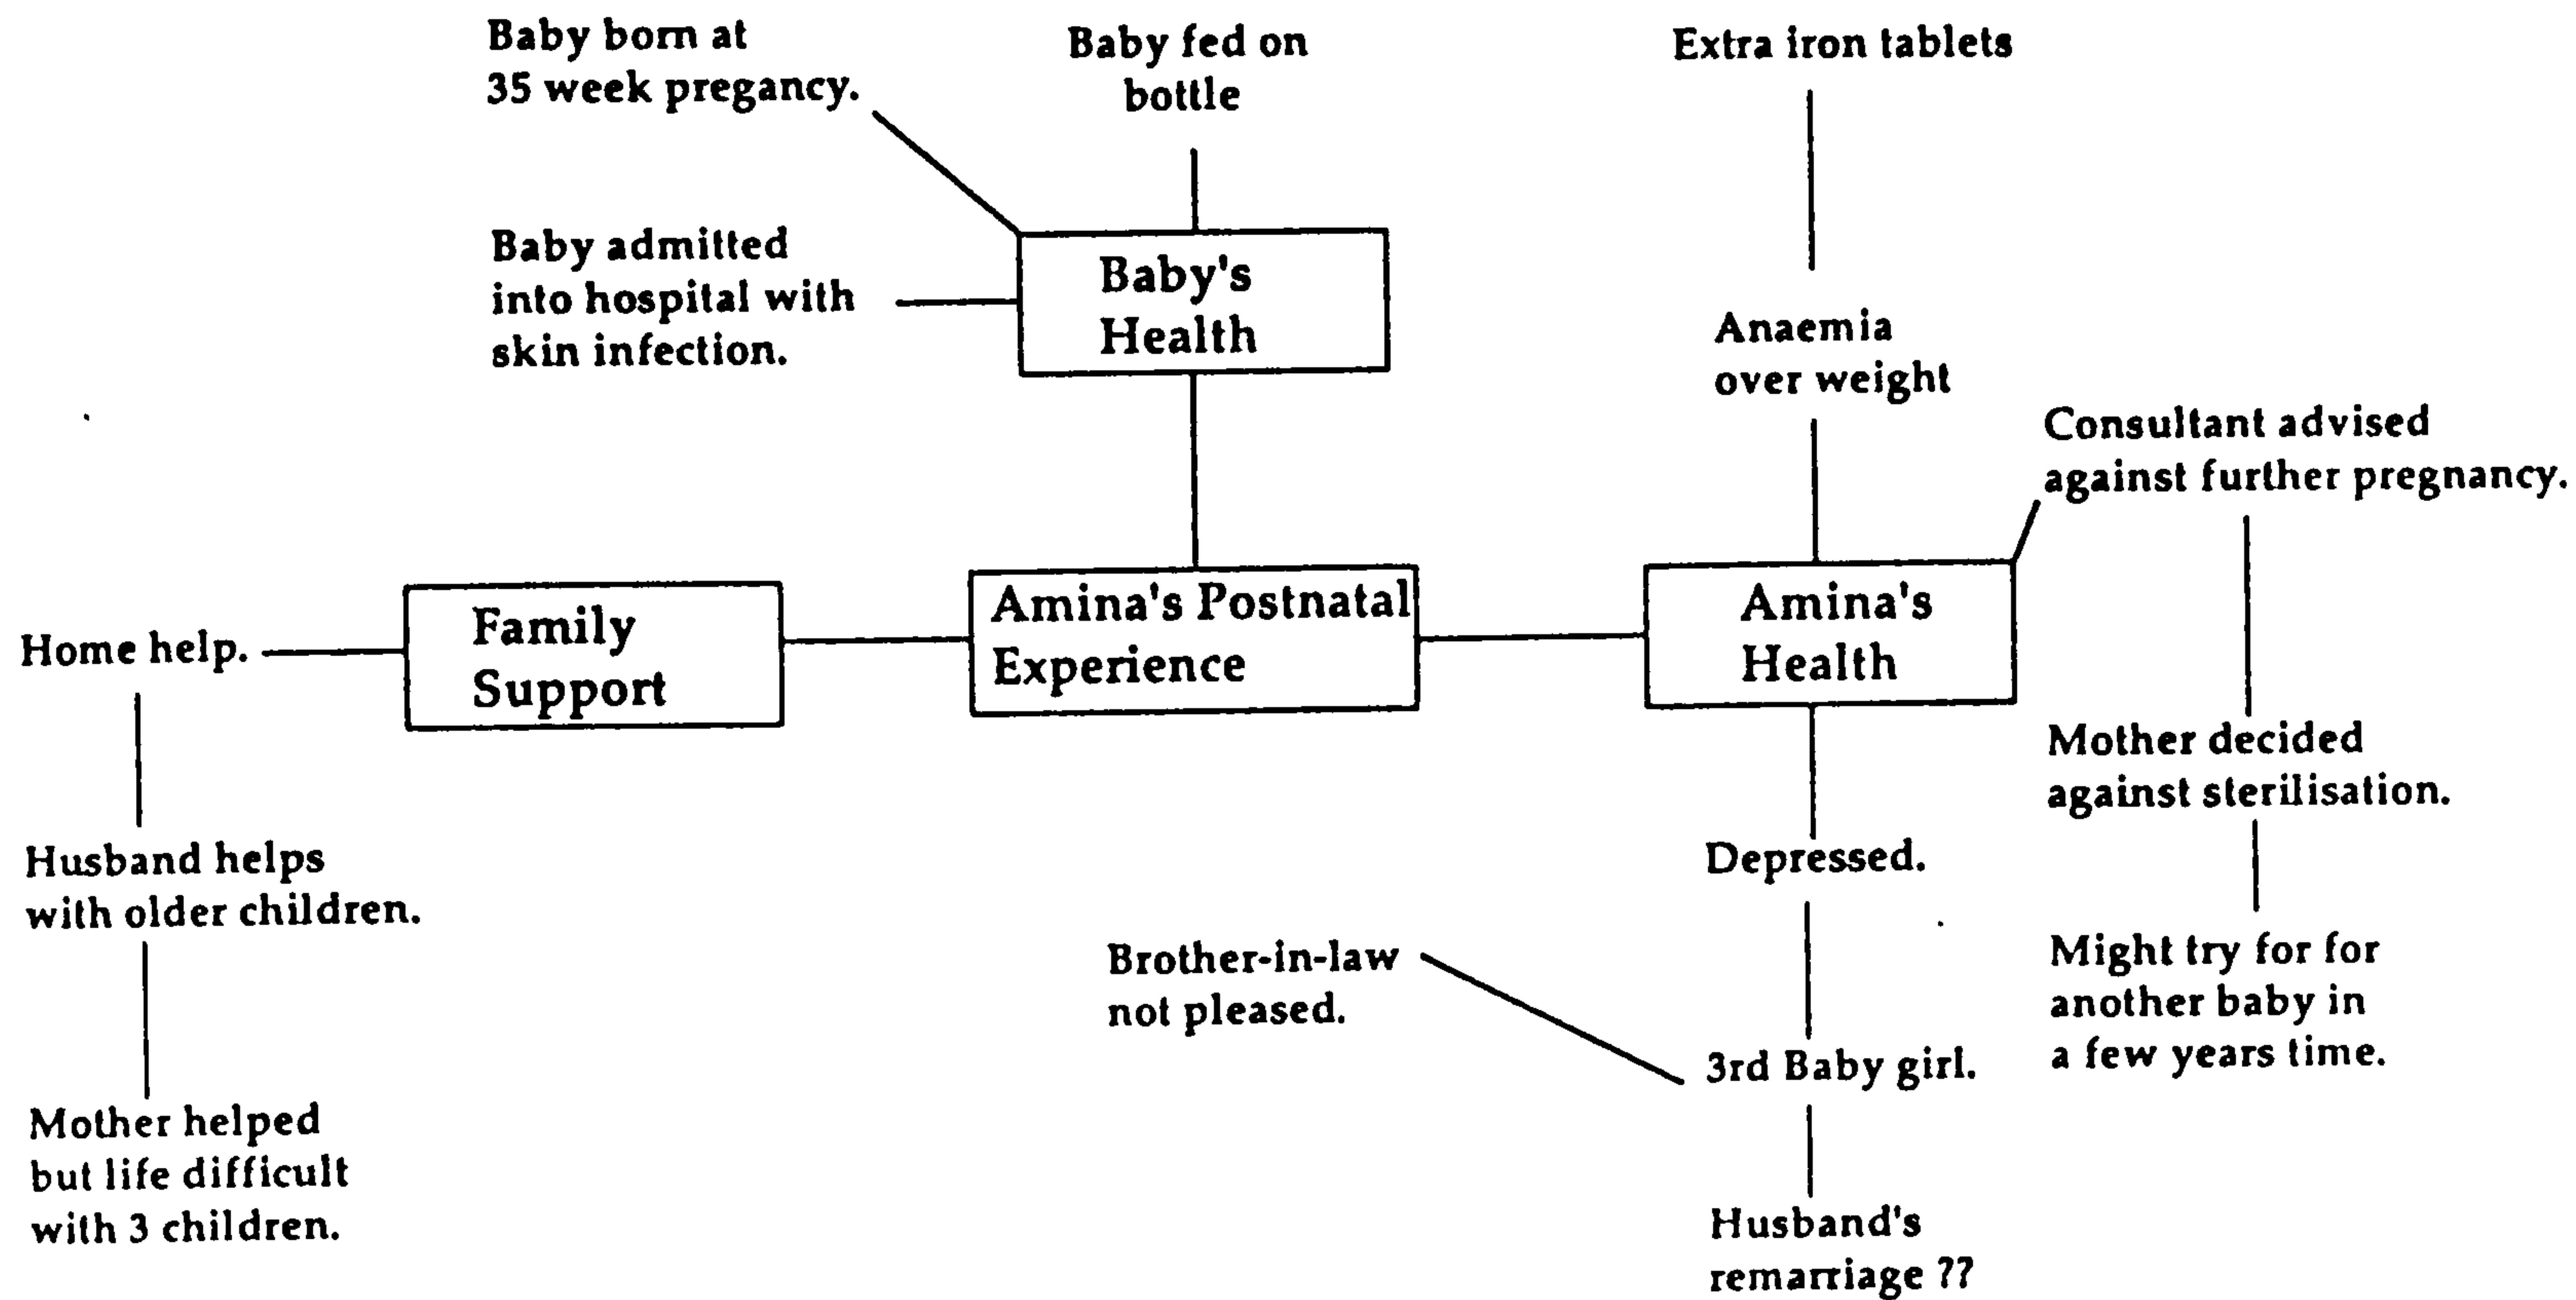 Baby born at
35 week pregancy.
Baby fed on
bottle
Extra iron tablets
Baby admitted
into hospital with
skin infection.
Baby's
Health
Anaemia
over weight
Consultant advised
against further pregnancy.
Home help.
Family
Support
Amina's Postnatal
Experience
Amina's
Health
Mother decided
against sterilisation.
Husband helps
with older children.
Depressed.
Brother-in-law
not pleased.
3rd Baby girl.
Might try for for
another baby in
a few years time.
Mother helped
but life difficult
with 3 children.
Husband's
remarriage ??